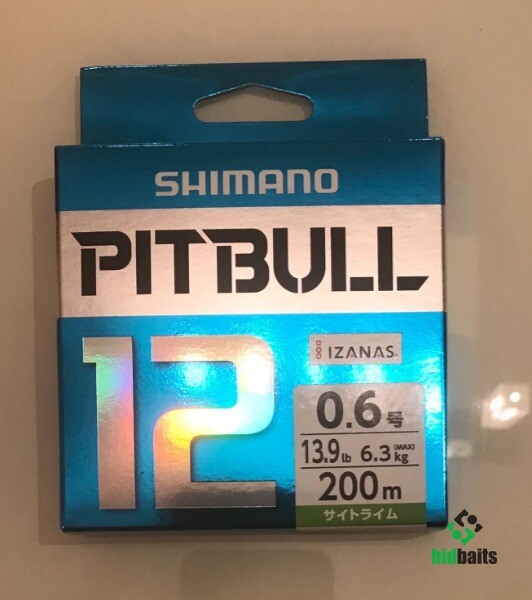 SHIMANO
PITBULL
12
IZANAS
0.6号
13.9lb 6.3kg (MAX)
200m
サイトライム
bidbaits